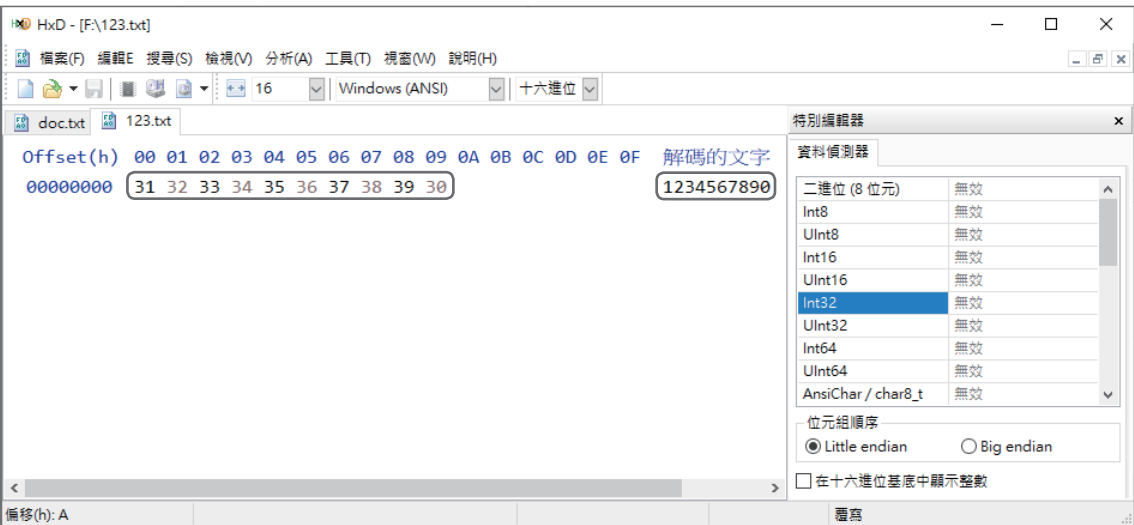 HxD - [F:\123.txt]
檔案(F) 編輯E 搜尋(S) 檢視(V) 分析(A) 工具(T) 視窗(W) 說明(H)
16 Windows (ANSI) 十六進位
doc.txt 123.txt
Offset(h) 00 01 02 03 04 05 06 07 08 09 0A 0B 0C 0D 0E 0F 解碼的文字
00000000 31 32 33 34 35 36 37 38 39 30 1234567890
特別編輯器
資料偵測器
二進位 (8 位元) 無效
Int8 無效
UInt8 無效
Int16 無效
UInt16 無效
Int32 無效
UInt32 無效
Int64 無效
UInt64 無效
AnsiChar / char8_t 無效
位元組順序
Little endian Big endian
在十六進位基底中顯示整數
偏移(h): A 覆寫